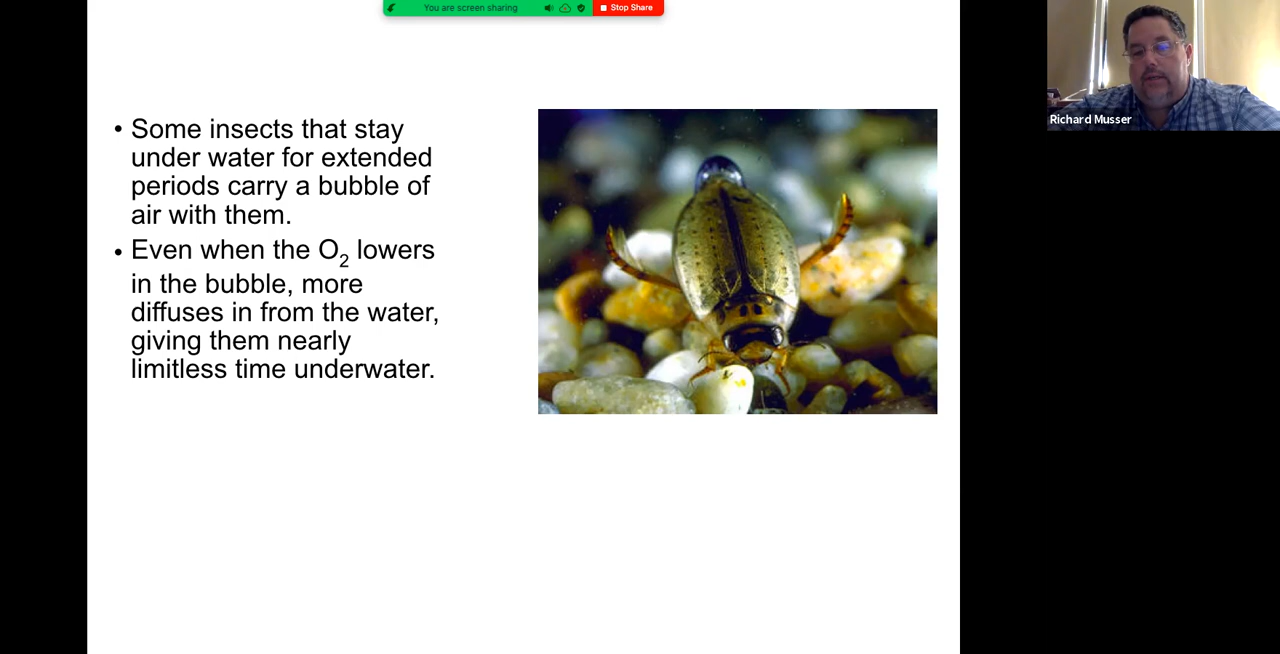 You are screen sharing
Stop Share
Richard Musser
• Some insects that stay
under water for extended
periods carry a bubble of
air with them.
• Even when the O₂ lowers
in the bubble, more
diffuses in from the water,
giving them nearly
limitless time underwater.